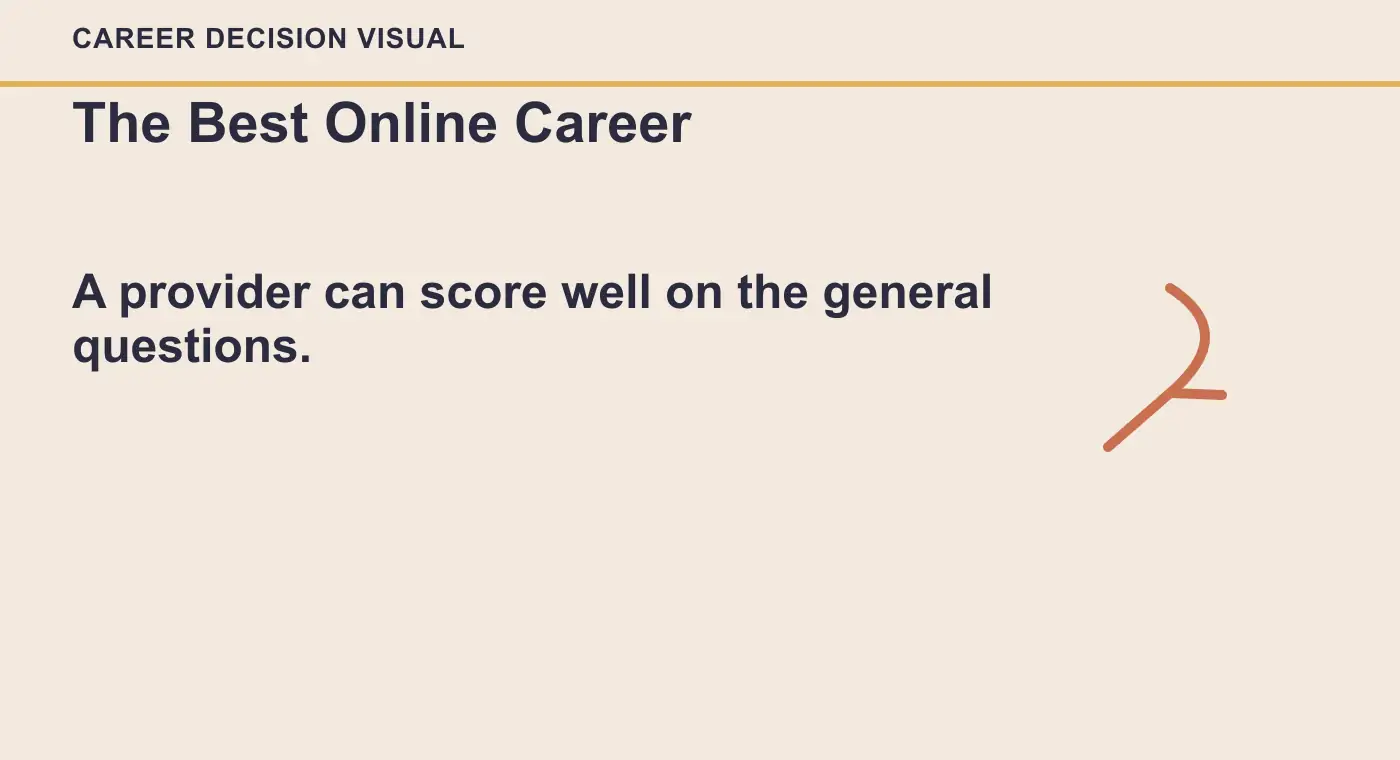 CAREER DECISION VISUAL
The Best Online Career
A provider can score well on the general
questions.